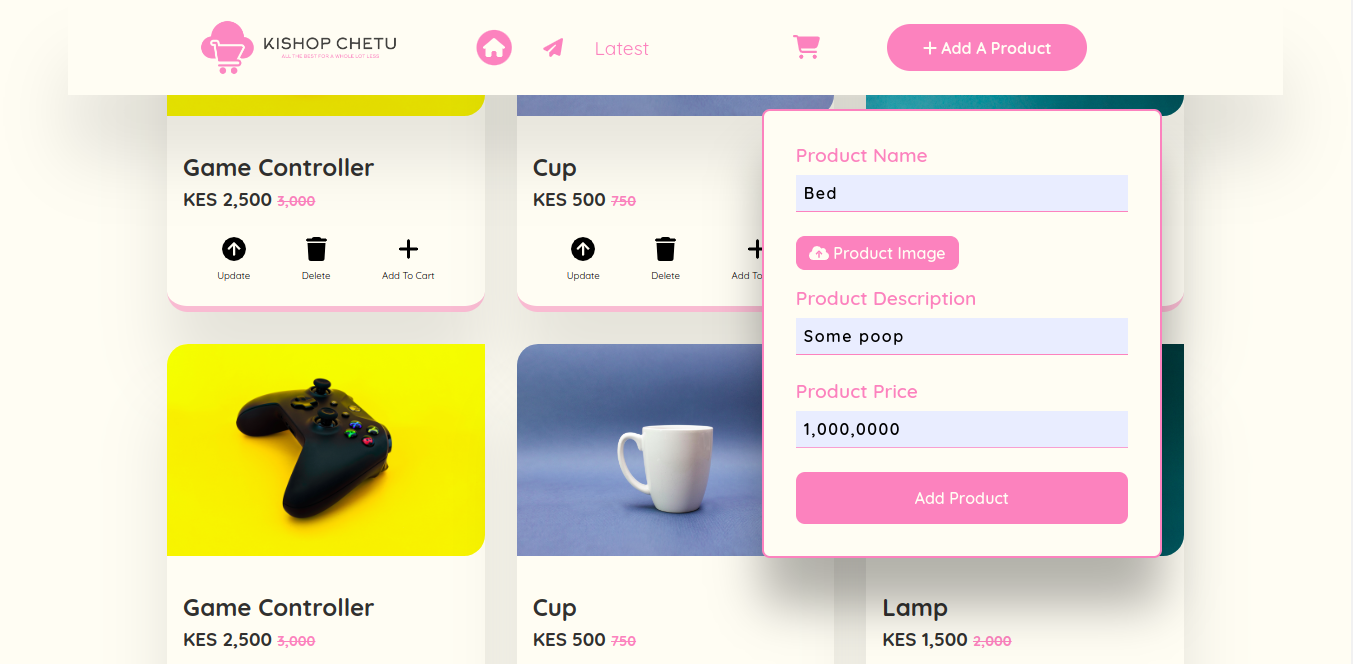 KISHOP CHETU
ALL THE BEST FOR A WHOLE LOT LESS
Latest
+ Add A Product
Game Controller
KES 2,500 3,000
Update Delete Add To Cart
Cup
KES 500 750
Update Delete Add To
Product Name
Bed
Product Image
Product Description
Some poop
Product Price
1,000,0000
Add Product
Game Controller
KES 2,500 3,000
Cup
KES 500 750
Lamp
KES 1,500 2,000